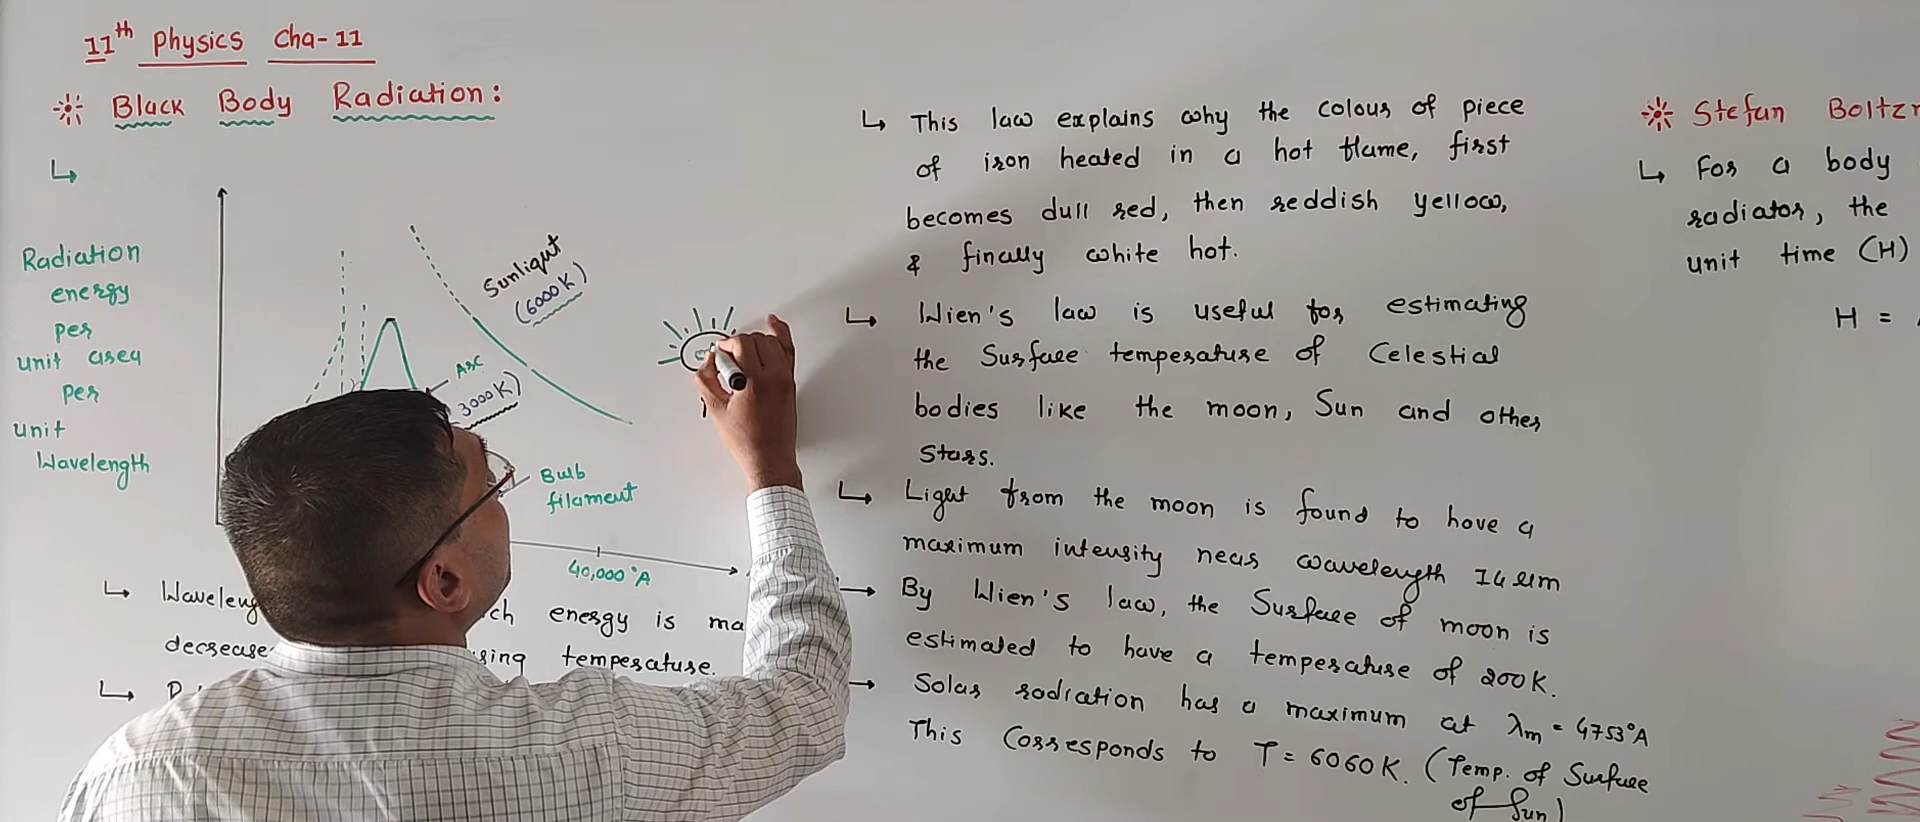 11th Physics Cha-11
Black Body Radiation:
Radiation
energy
per
unit area
per
unit
Wavelength
Sunlight
(6000K)
Arc
3000K)
Bulb
filament
40,000 °A
energy is
temperature.
↳ This law explains why the colour of piece
of iron heated in a hot flame, first
becomes dull red, then reddish yellow,
& finally white hot.
↳ Wien's law is useful for estimating
the Surface temperature of Celestial
bodies like the moon, Sun and other
Stars.
↳ Light from the moon is found to have a
maximum intensity near wavelength 14 μm
→ By Wien's law, the Surface of moon is
estimated to have a temperature of 200K.
→ Solar radiation has a maximum at λm = 4753°A
This Corresponds to T = 6060K. (Temp. of Surface
of Sun)
Stefan
↳ For a body
radiator, the
unit time (H)
H =